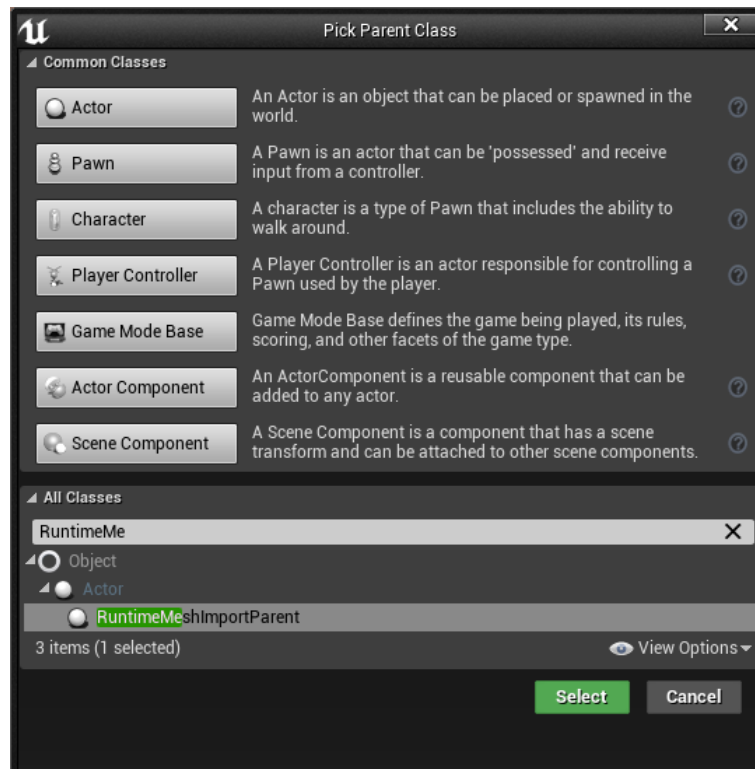 Pick Parent Class
Common Classes
Actor
An Actor is an object that can be placed or spawned in the
world.
Pawn
A Pawn is an actor that can be 'possessed' and receive
input from a controller.
Character
A character is a type of Pawn that includes the ability to
walk around.
Player Controller
A Player Controller is an actor responsible for controlling a
Pawn used by the player.
Game Mode Base
Game Mode Base defines the game being played, its rules,
scoring, and other facets of the game type.
Actor Component
An ActorComponent is a reusable component that can be
added to any actor.
Scene Component
A Scene Component is a component that has a scene
transform and can be attached to other scene components.
All Classes
RuntimeMe
Object
Actor
RuntimeMeshImportParent
3 items (1 selected)
View Options
Select
Cancel